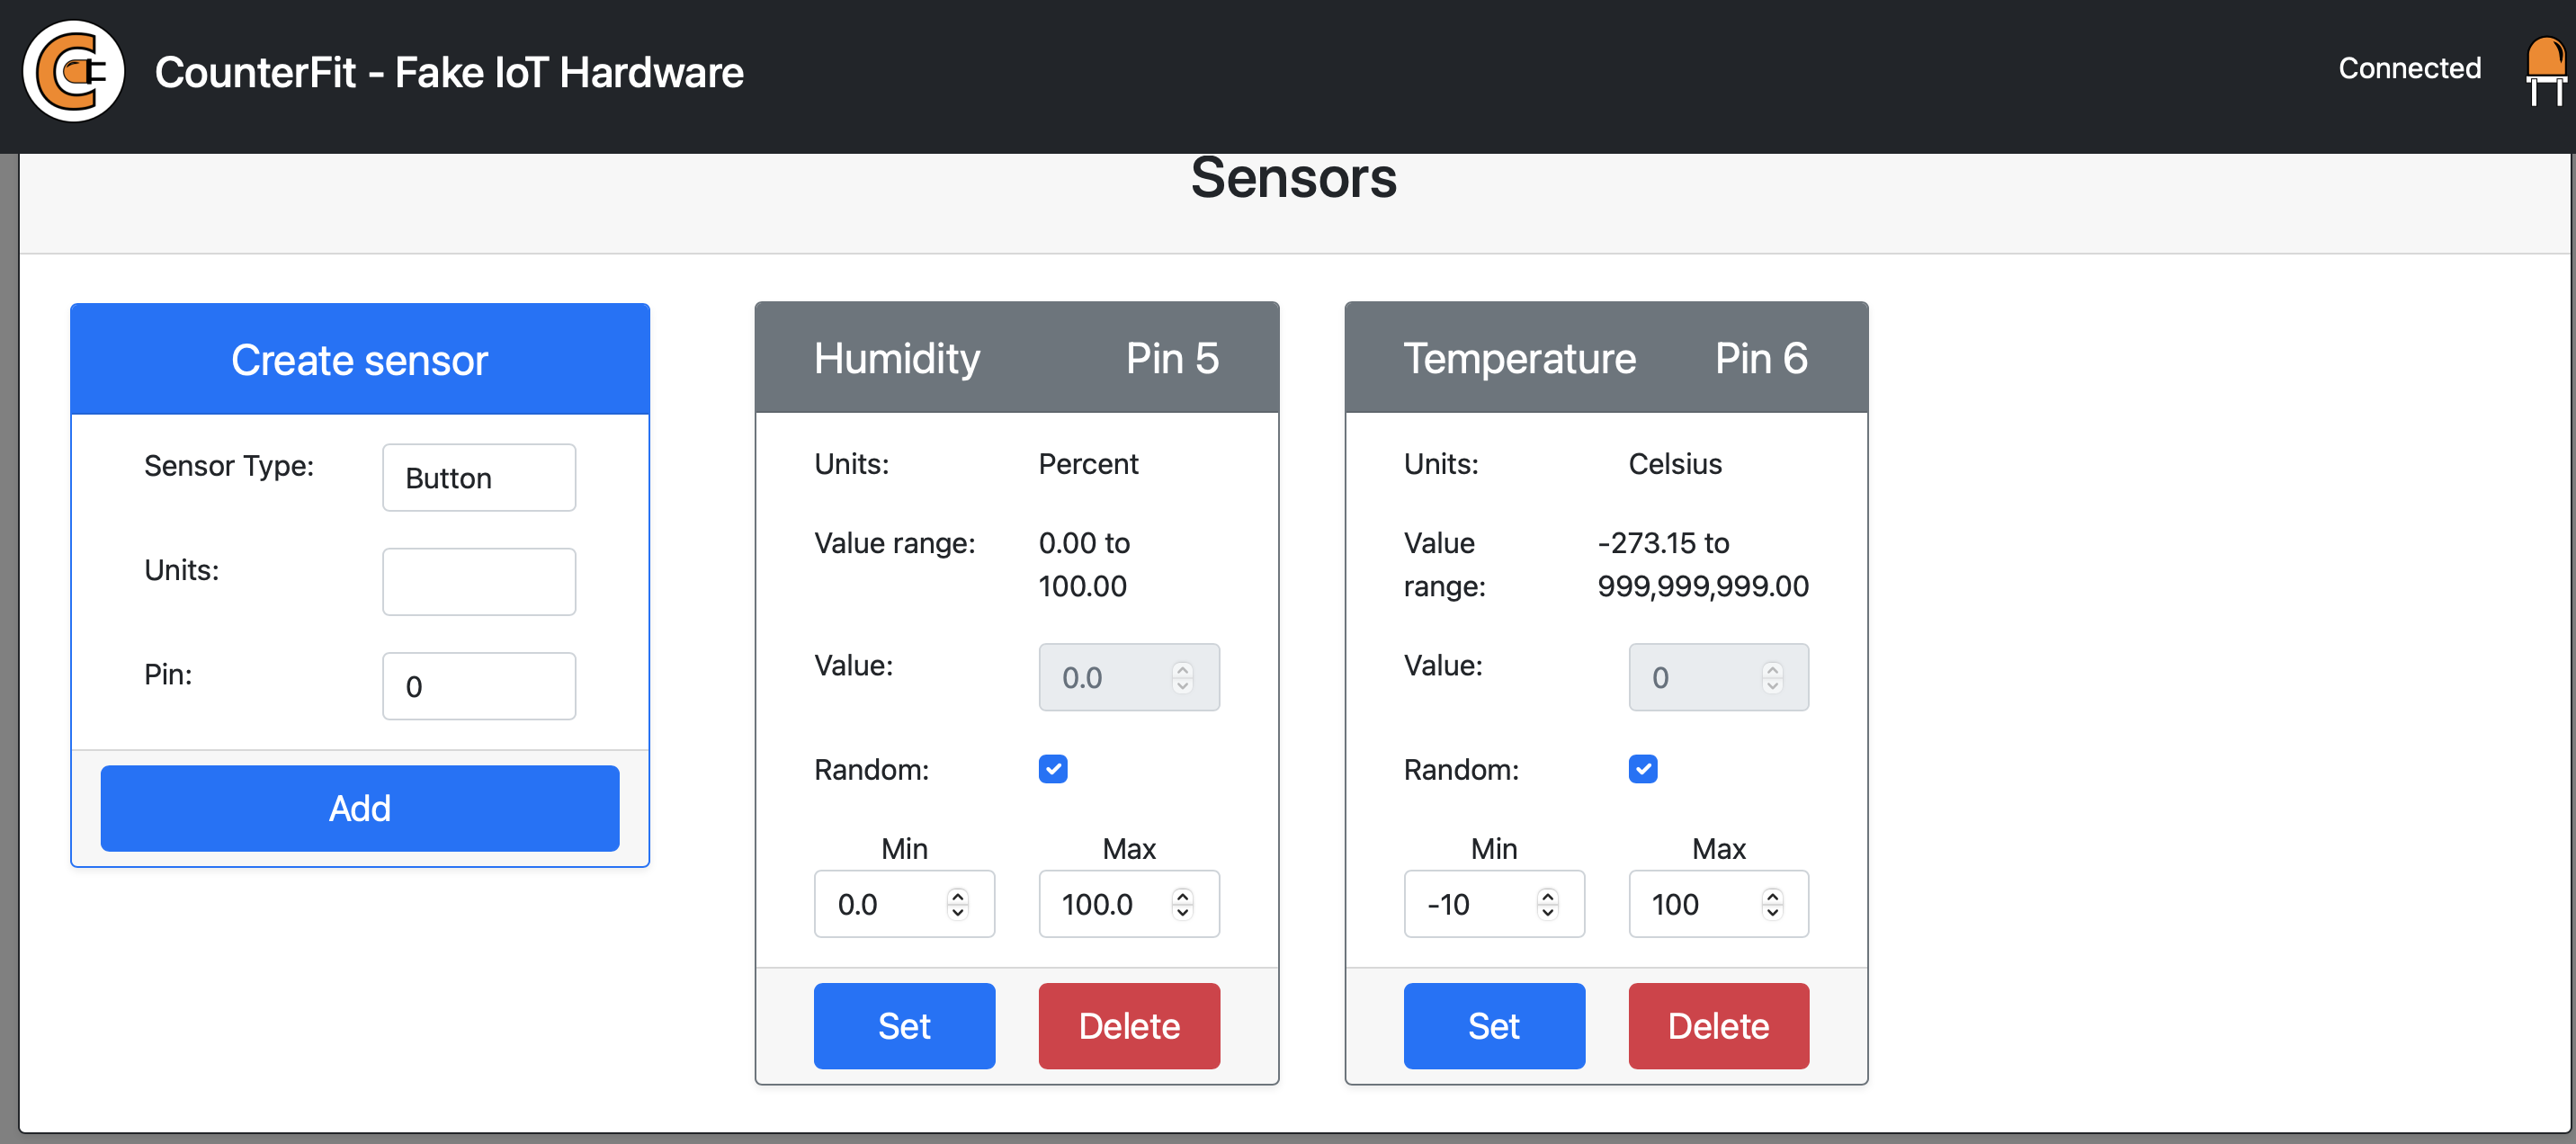 CounterFit - Fake IoT Hardware
Connected
Sensors
Create sensor
Sensor Type:
Button
Units:
Pin:
0
Add
Humidity
Pin 5
Units:
Percent
Value range:
0.00 to
100.00
Value:
0.0
Random:
Min
Max
0.0
100.0
Set
Delete
Temperature
Pin 6
Units:
Celsius
Value
range:
-273.15 to
999,999,999.00
Value:
0
Random:
Min
Max
-10
100
Set
Delete